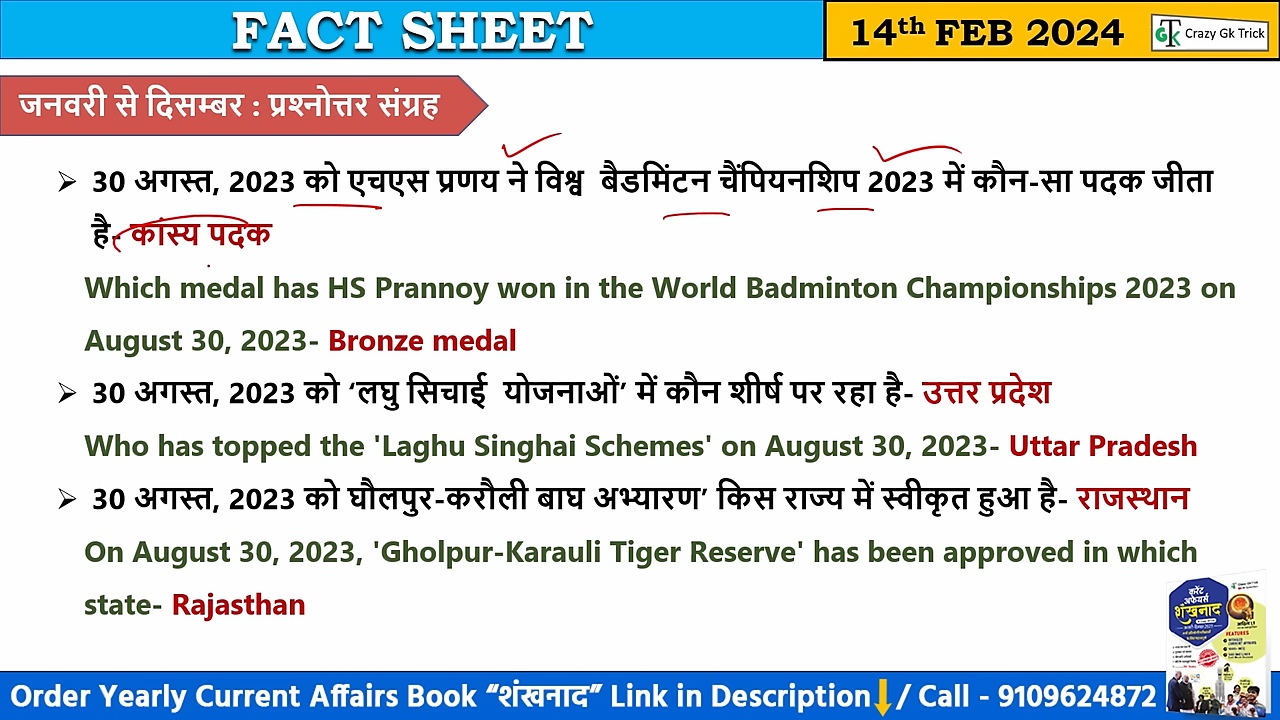 FACT SHEET
14th FEB 2024
Crazy Gk Trick
जनवरी से दिसम्बर : प्रश्नोत्तर संग्रह
➢ 30 अगस्त, 2023 को एचएस प्रणय ने विश्व बैडमिंटन चैंपियनशिप 2023 में कौन-सा पदक जीता
है- कांस्य पदक
Which medal has HS Prannoy won in the World Badminton Championships 2023 on
August 30, 2023- Bronze medal
➢ 30 अगस्त, 2023 को ‘लघु सिचाई योजनाओं’ में कौन शीर्ष पर रहा है- उत्तर प्रदेश
Who has topped the 'Laghu Singhai Schemes' on August 30, 2023- Uttar Pradesh
➢ 30 अगस्त, 2023 को घौलपुर-करौली बाघ अभ्यारण’ किस राज्य में स्वीकृत हुआ है- राजस्थान
On August 30, 2023, 'Gholpur-Karauli Tiger Reserve' has been approved in which
state- Rajasthan
करेंट
अफेयर्स
शंखनाद
FEATURES
Order Yearly Current Affairs Book “शंखनाद” Link in Description / Call - 9109624872